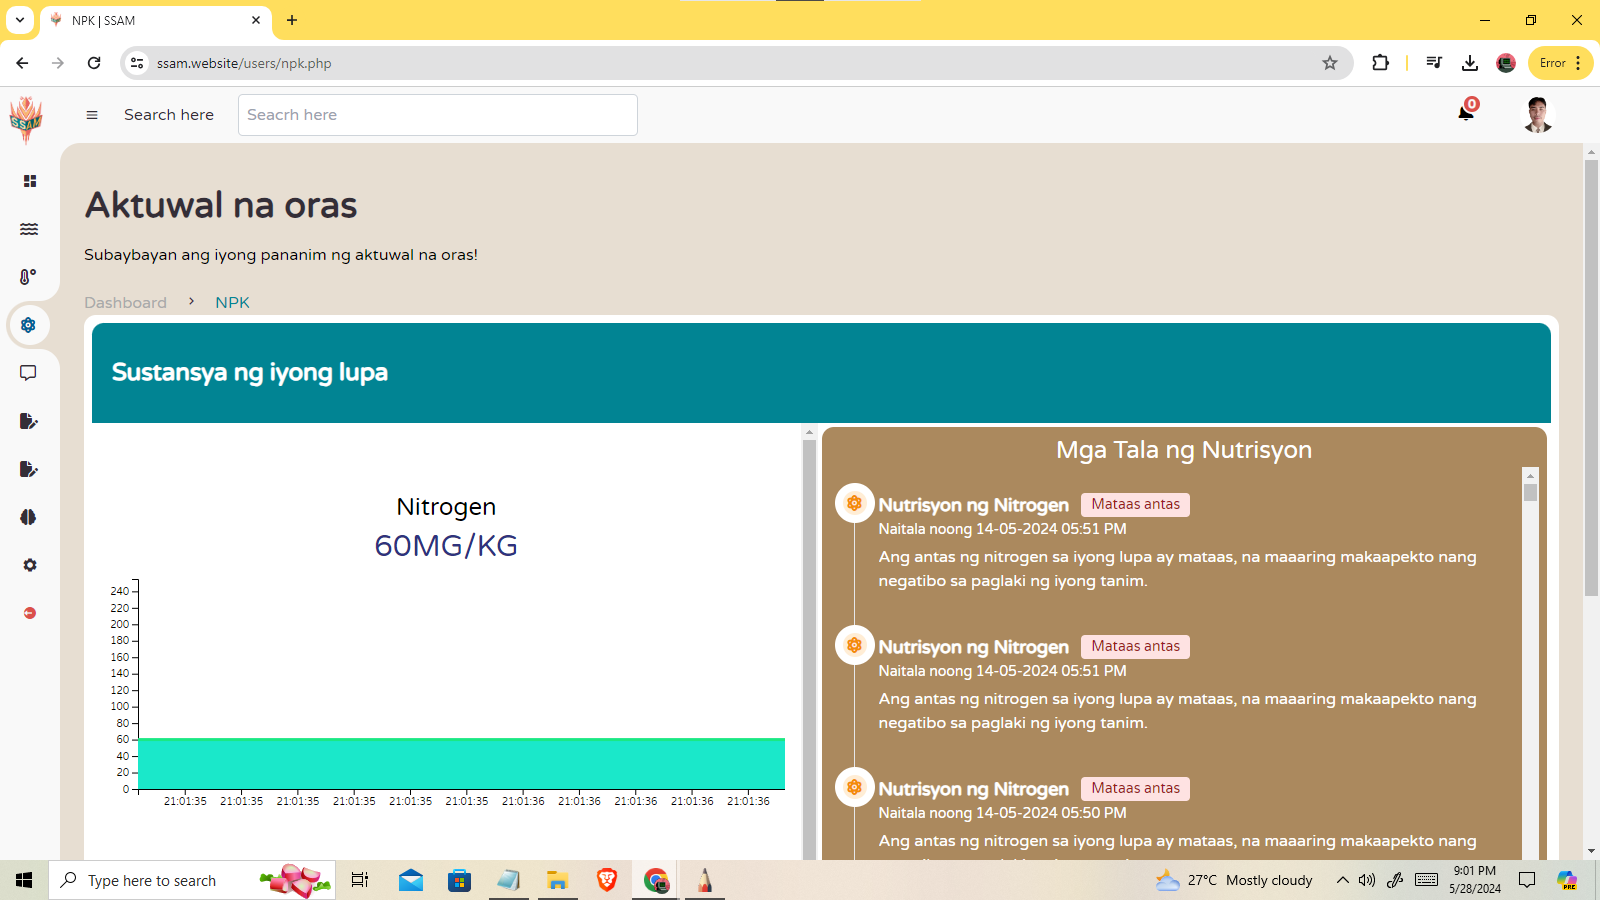 NPK | SSAM
ssam.website/users/npk.php
Error
SSAM
Search here
Seacrh here
0
Aktuwal na oras
Subaybayan ang iyong pananim ng aktuwal na oras!
Dashboard > NPK
Sustansya ng iyong lupa
Nitrogen
60MG/KG
240
220
200
180
160
140
120
100
80
60
40
20
0
21:01:35 21:01:35 21:01:35 21:01:35 21:01:35 21:01:35 21:01:36 21:01:36 21:01:36 21:01:36 21:01:36
Mga Tala ng Nutrisyon
Nutrisyon ng Nitrogen Mataas antas
Naitala noong 14-05-2024 05:51 PM
Ang antas ng nitrogen sa iyong lupa ay mataas, na maaaring makaapekto nang
negatibo sa paglaki ng iyong tanim.
Nutrisyon ng Nitrogen Mataas antas
Naitala noong 14-05-2024 05:51 PM
Ang antas ng nitrogen sa iyong lupa ay mataas, na maaaring makaapekto nang
negatibo sa paglaki ng iyong tanim.
Nutrisyon ng Nitrogen Mataas antas
Naitala noong 14-05-2024 05:50 PM
Ang antas ng nitrogen sa iyong lupa ay mataas, na maaaring makaapekto nang
Type here to search
27°C Mostly cloudy
9:01 PM
5/28/2024
PRE